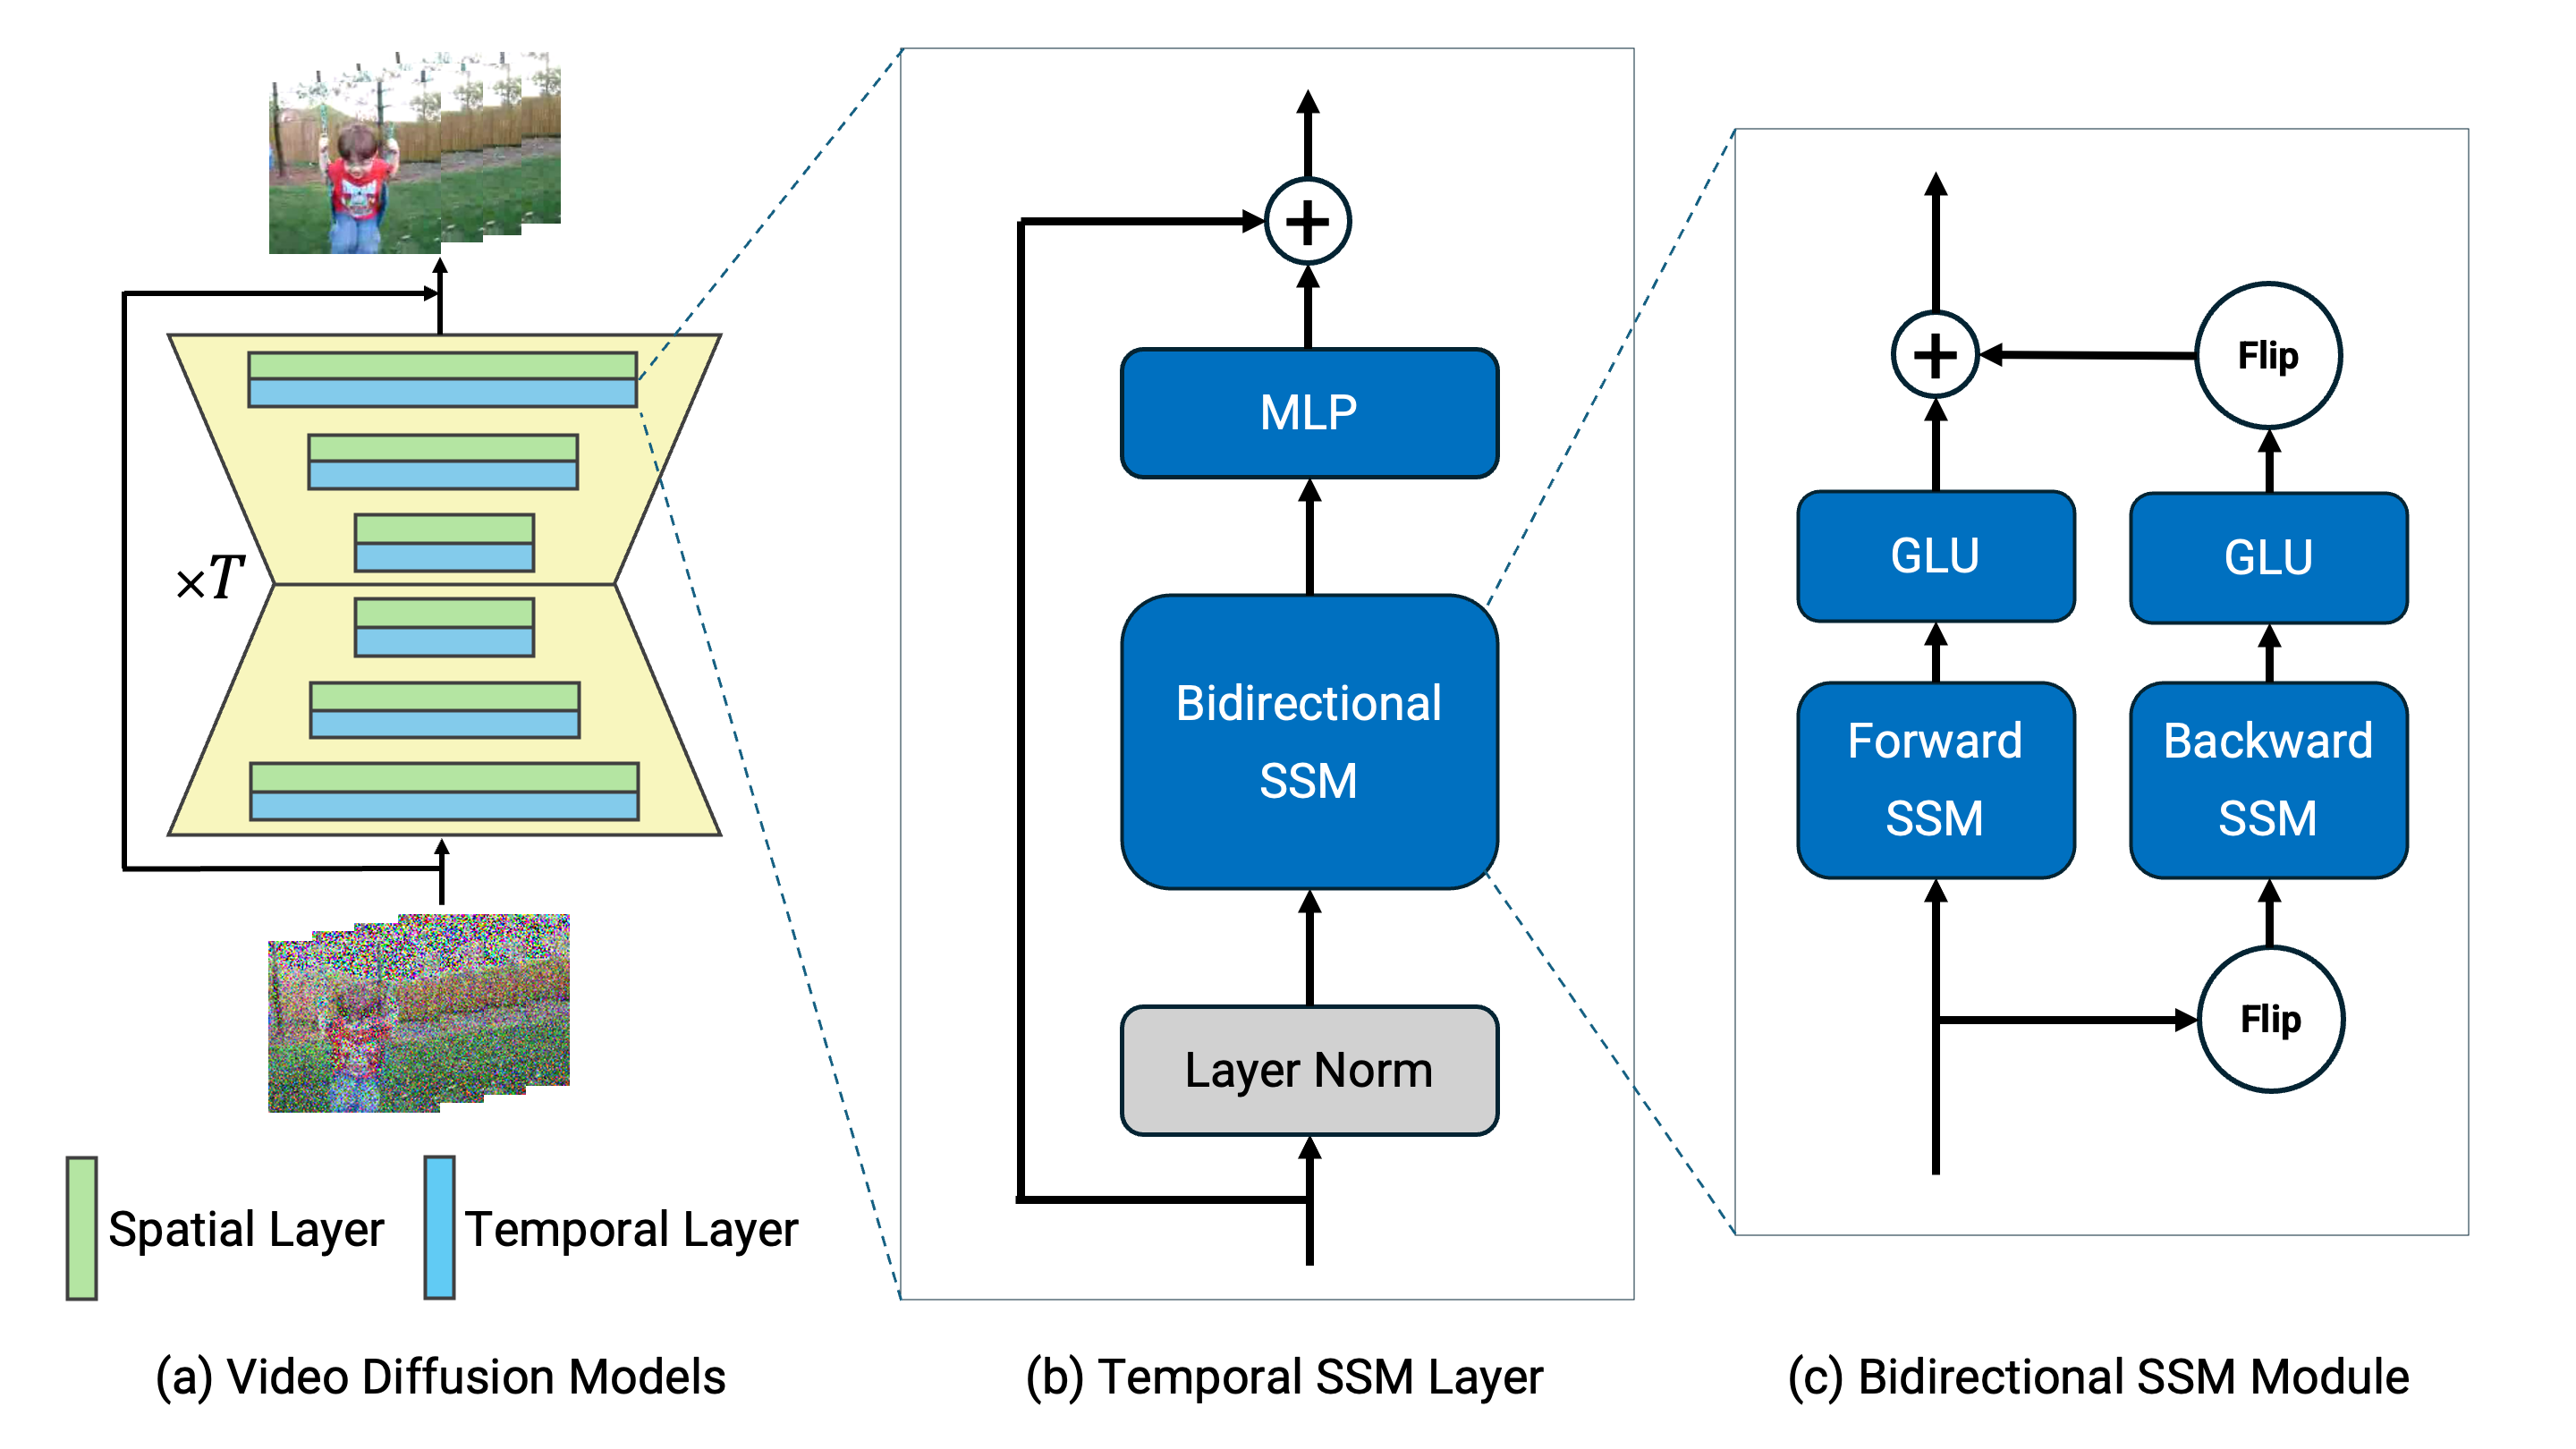 ×T
Spatial Layer
Temporal Layer
(a) Video Diffusion Models
+
MLP
Bidirectional
SSM
Layer Norm
(b) Temporal SSM Layer
+
Flip
GLU
GLU
Forward
SSM
Backward
SSM
Flip
(c) Bidirectional SSM Module